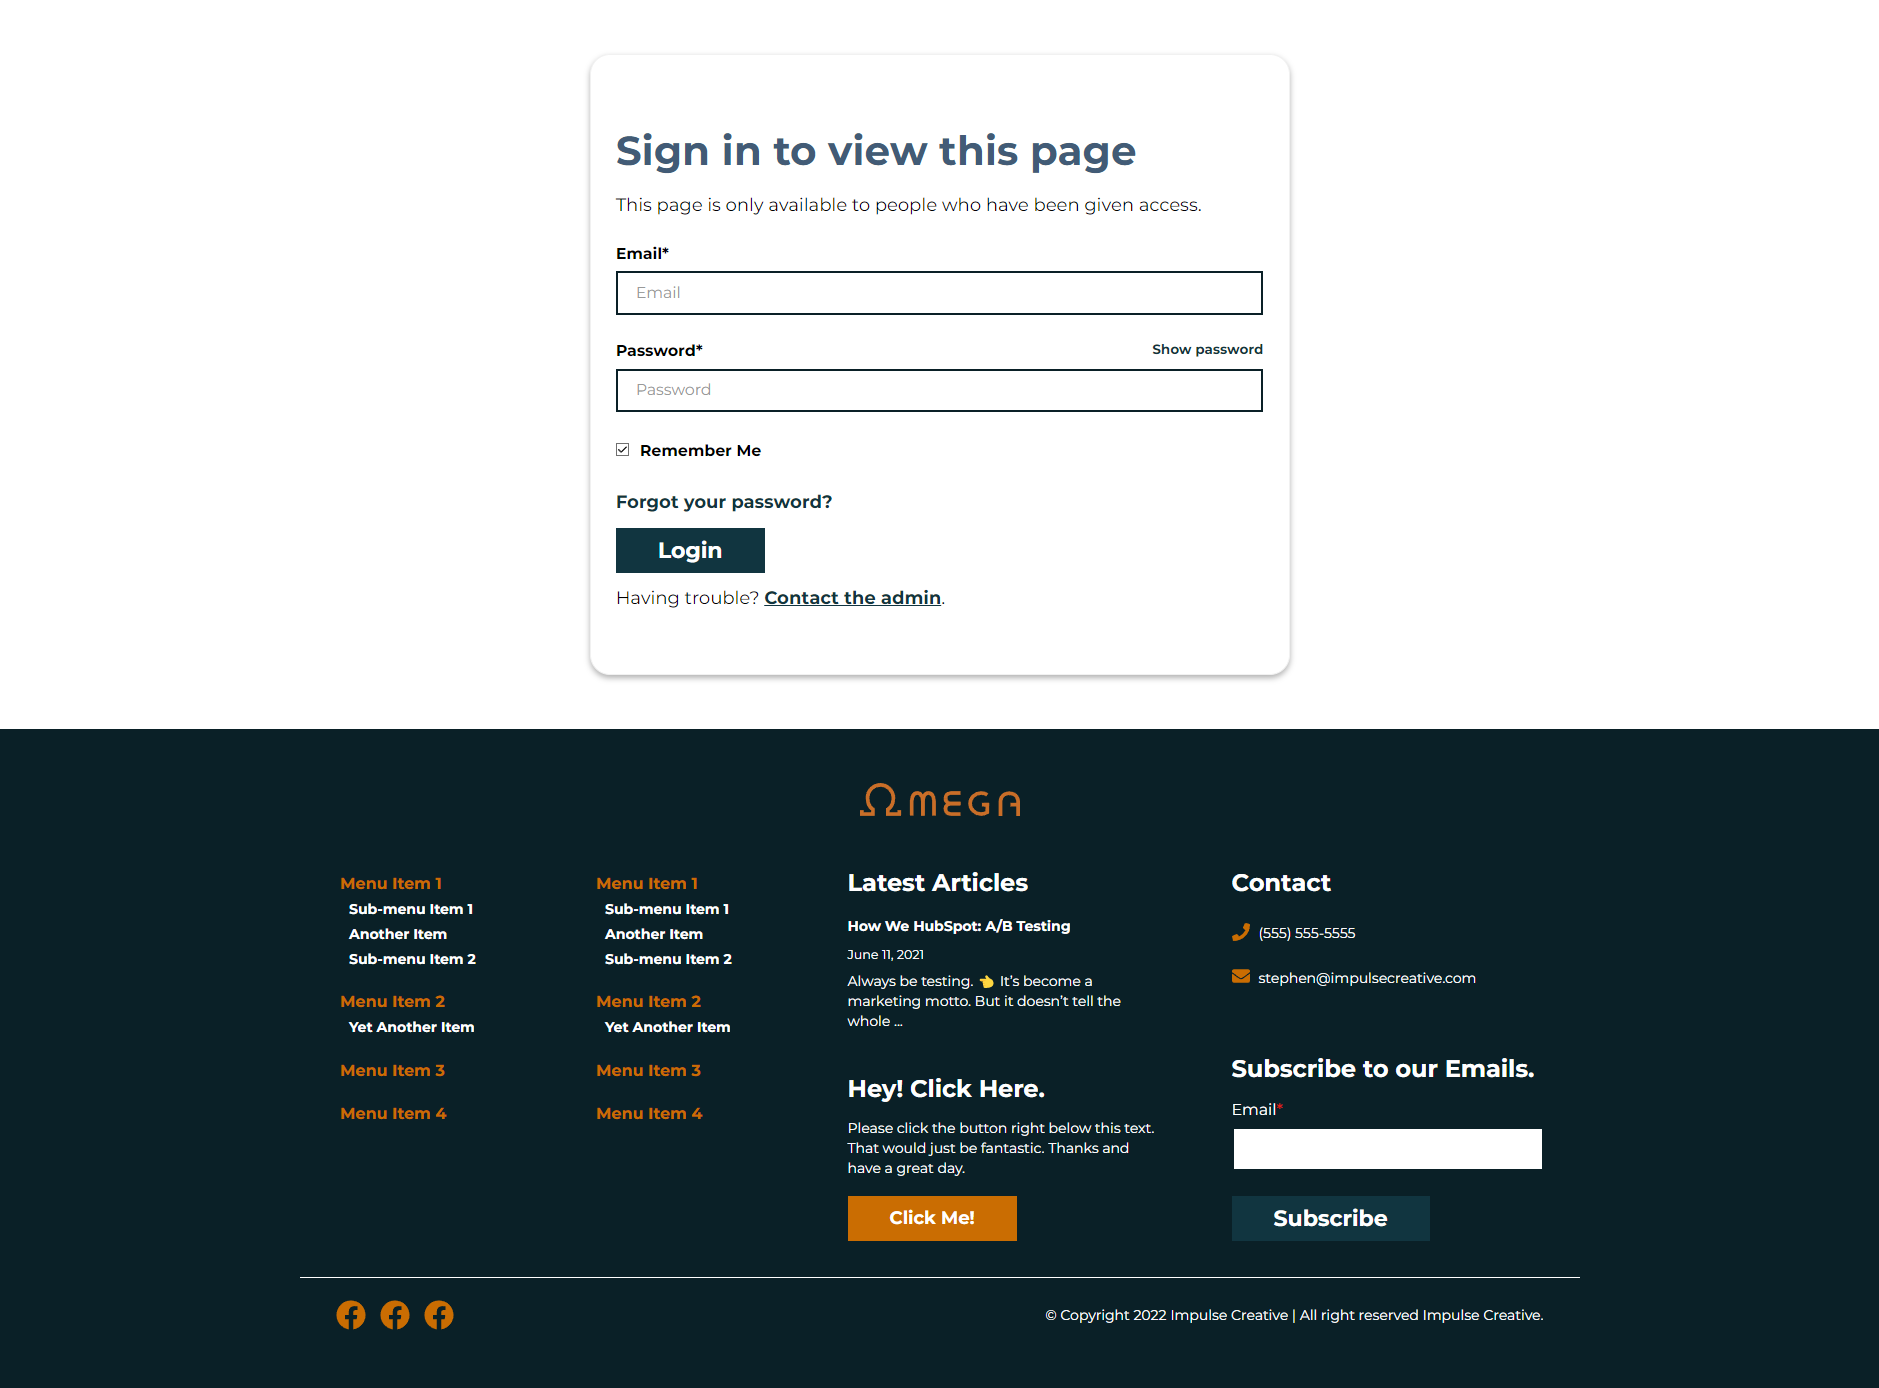 Sign in to view this page
This page is only available to people who have been given access.
Email*
Email
Password*
Show password
Password
Remember Me
Forgot your password?
Login
Having trouble? Contact the admin.
ΩMEGA
Menu Item 1
Sub-menu Item 1
Another Item
Sub-menu Item 2
Menu Item 2
Yet Another Item
Menu Item 3
Menu Item 4
Menu Item 1
Sub-menu Item 1
Another Item
Sub-menu Item 2
Menu Item 2
Yet Another Item
Menu Item 3
Menu Item 4
Latest Articles
How We HubSpot: A/B Testing
June 11, 2021
Always be testing. 👈 It's become a
marketing motto. But it doesn't tell the
whole ...
Hey! Click Here.
Please click the button right below this text.
That would just be fantastic. Thanks and
have a great day.
Click Me!
Contact
(555) 555-5555
stephen@impulsecreative.com
Subscribe to our Emails.
Email*
Subscribe
© Copyright 2022 Impulse Creative | All right reserved Impulse Creative.